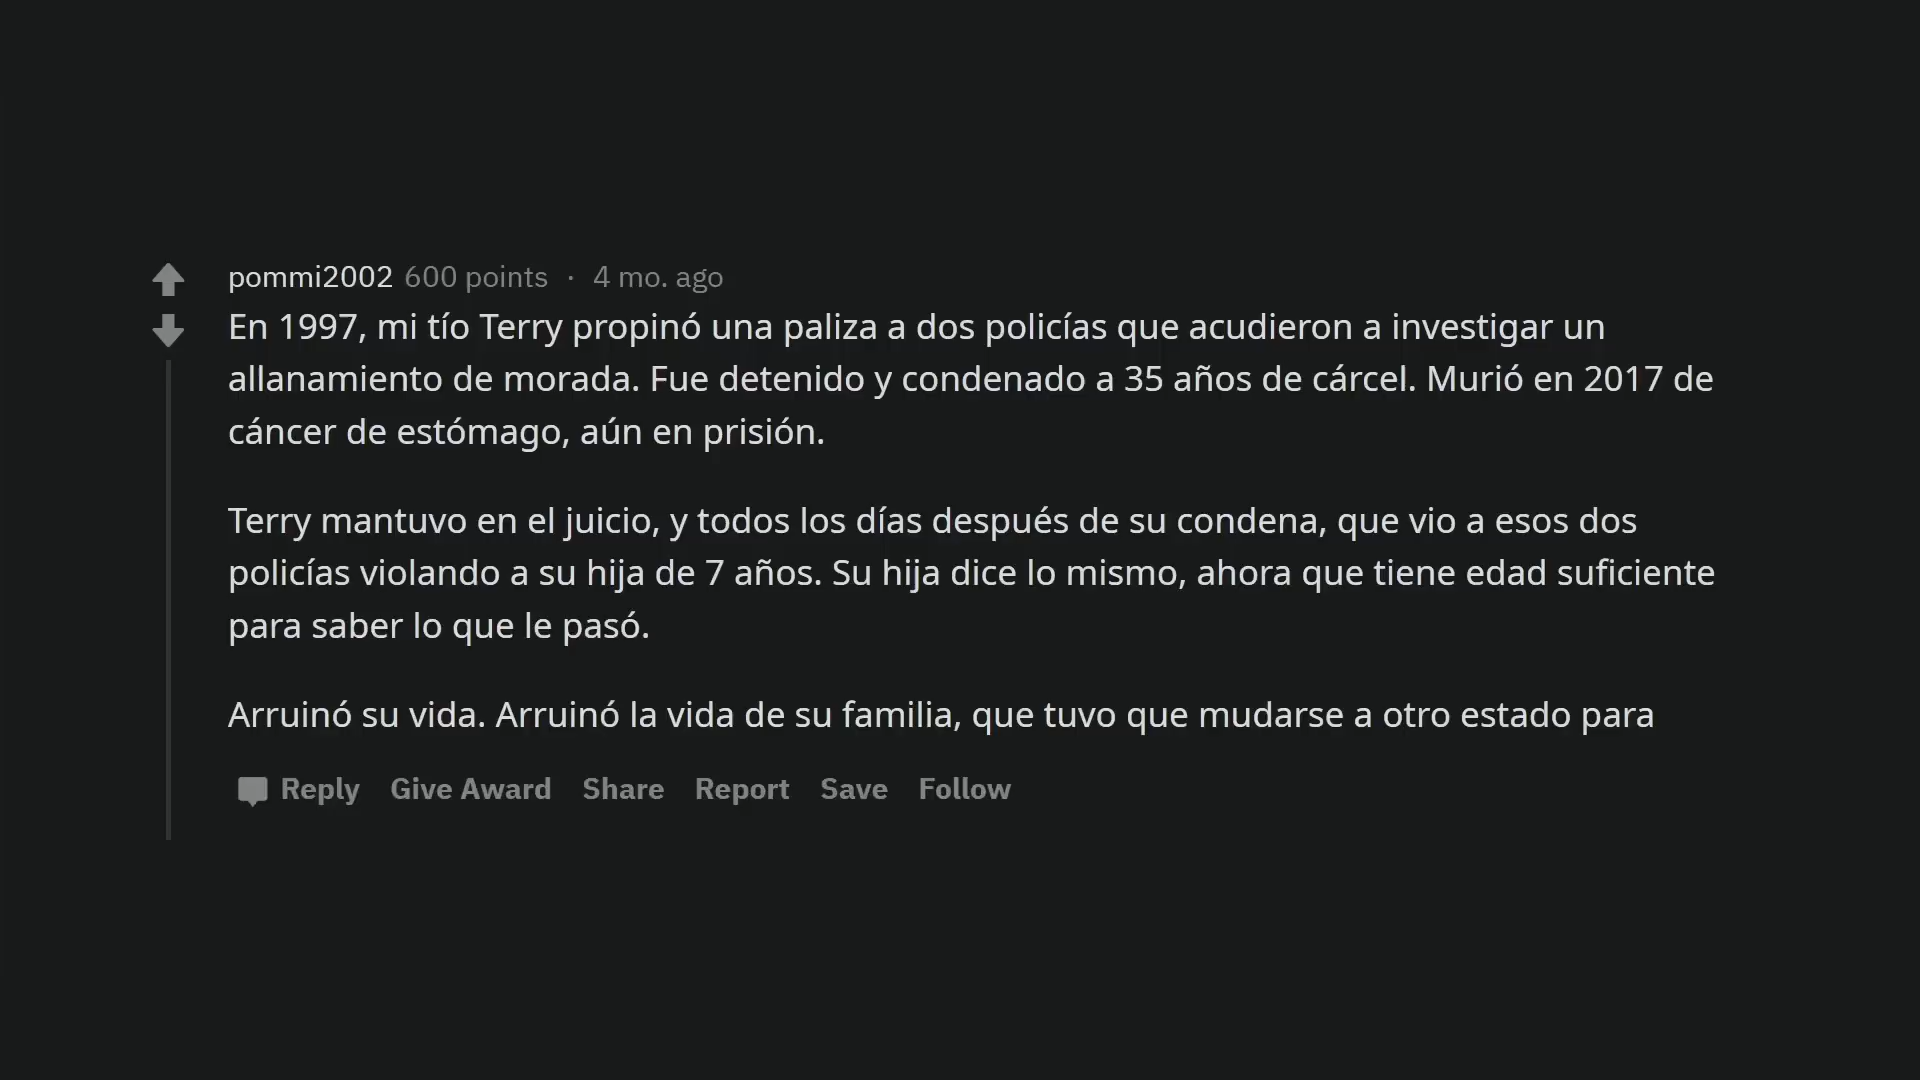 pommi2002 600 points · 4 mo. ago
En 1997, mi tío Terry propinó una paliza a dos policías que acudieron a investigar un
allanamiento de morada. Fue detenido y condenado a 35 años de cárcel. Murió en 2017 de
cáncer de estómago, aún en prisión.
Terry mantuvo en el juicio, y todos los días después de su condena, que vio a esos dos
policías violando a su hija de 7 años. Su hija dice lo mismo, ahora que tiene edad suficiente
para saber lo que le pasó.
Arruinó su vida. Arruinó la vida de su familia, que tuvo que mudarse a otro estado para
Reply Give Award Share Report Save Follow